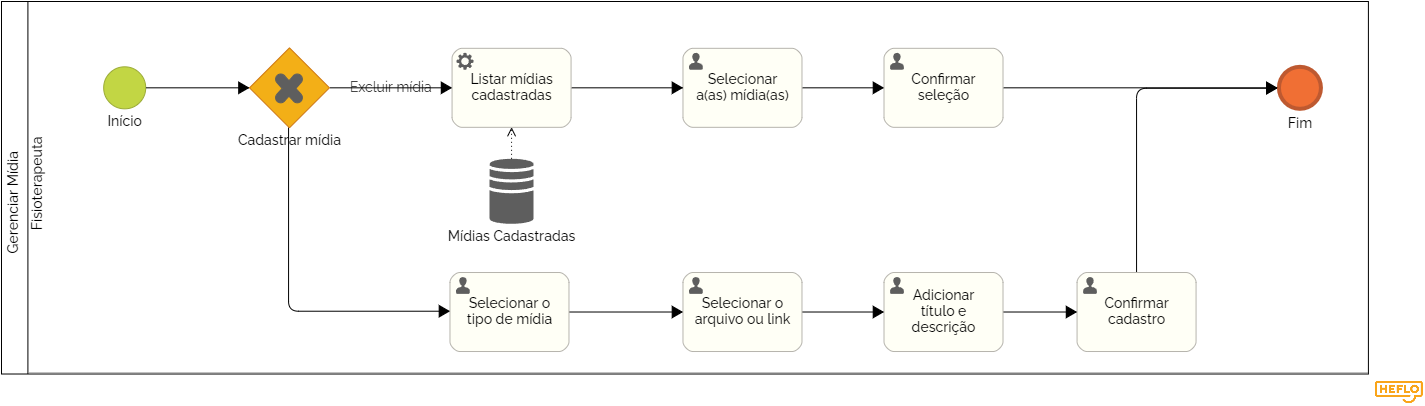 Gerenciar Mídia
Fisioterapeuta
Início
Cadastrar mídia
Excluir mídia
Listar mídias
cadastradas
Selecionar
a(as) mídia(as)
Confirmar
seleção
Fim
Mídias Cadastradas
Selecionar o
tipo de mídia
Selecionar o
arquivo ou link
Adicionar
título e
descrição
Confirmar
cadastro
HEFLO